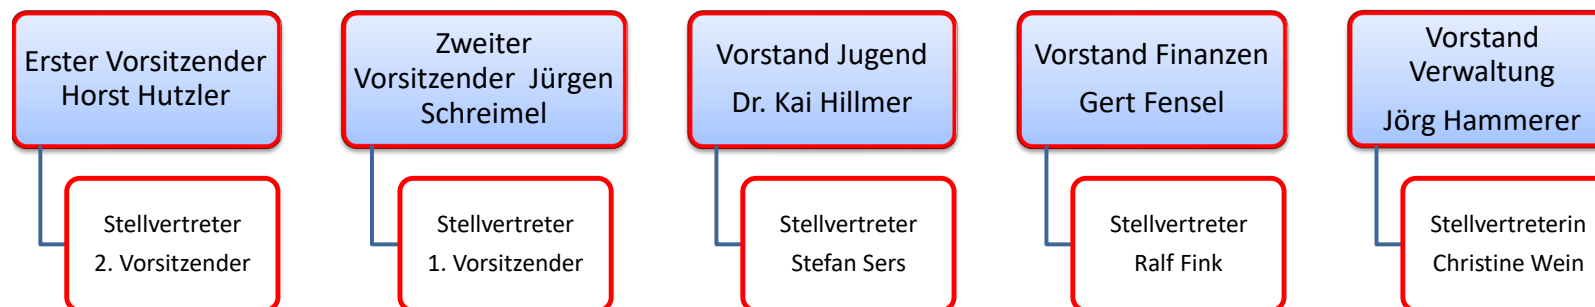 Erster Vorsitzender
Horst Hutzler
Zweiter
Vorsitzender Jürgen
Schreimel
Vorstand Jugend
Dr. Kai Hillmer
Vorstand Finanzen
Gert Fensel
Vorstand
Verwaltung
Jörg Hammerer
Stellvertreter
2. Vorsitzender
Stellvertreter
1. Vorsitzender
Stellvertreter
Stefan Sers
Stellvertreter
Ralf Fink
Stellvertreterin
Christine Wein